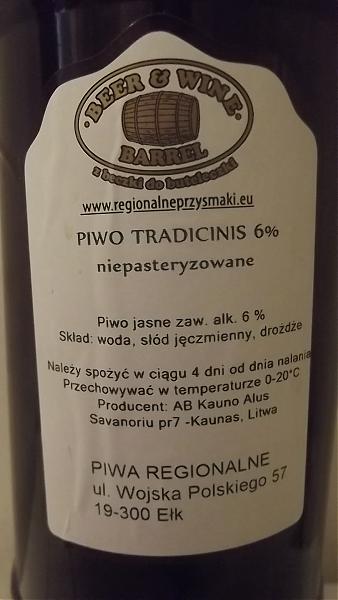 BEER & WINE
BARREL
z beczki do buteleczki
www.regionalneprzysmaki.eu
PIWO TRADICINIS 6%
niepasteryzowane
Piwo jasne zaw. alk. 6 %
Skład: woda, słód jęczmienny, drożdże
Należy spożyć w ciągu 4 dni od dnia nalania
Przechowywać w temperaturze 0-20°C
Producent: AB Kauno Alus
Savanoriu pr7 -Kaunas, Litwa
PIWA REGIONALNE
ul. Wojska Polskiego 57
19-300 Ełk